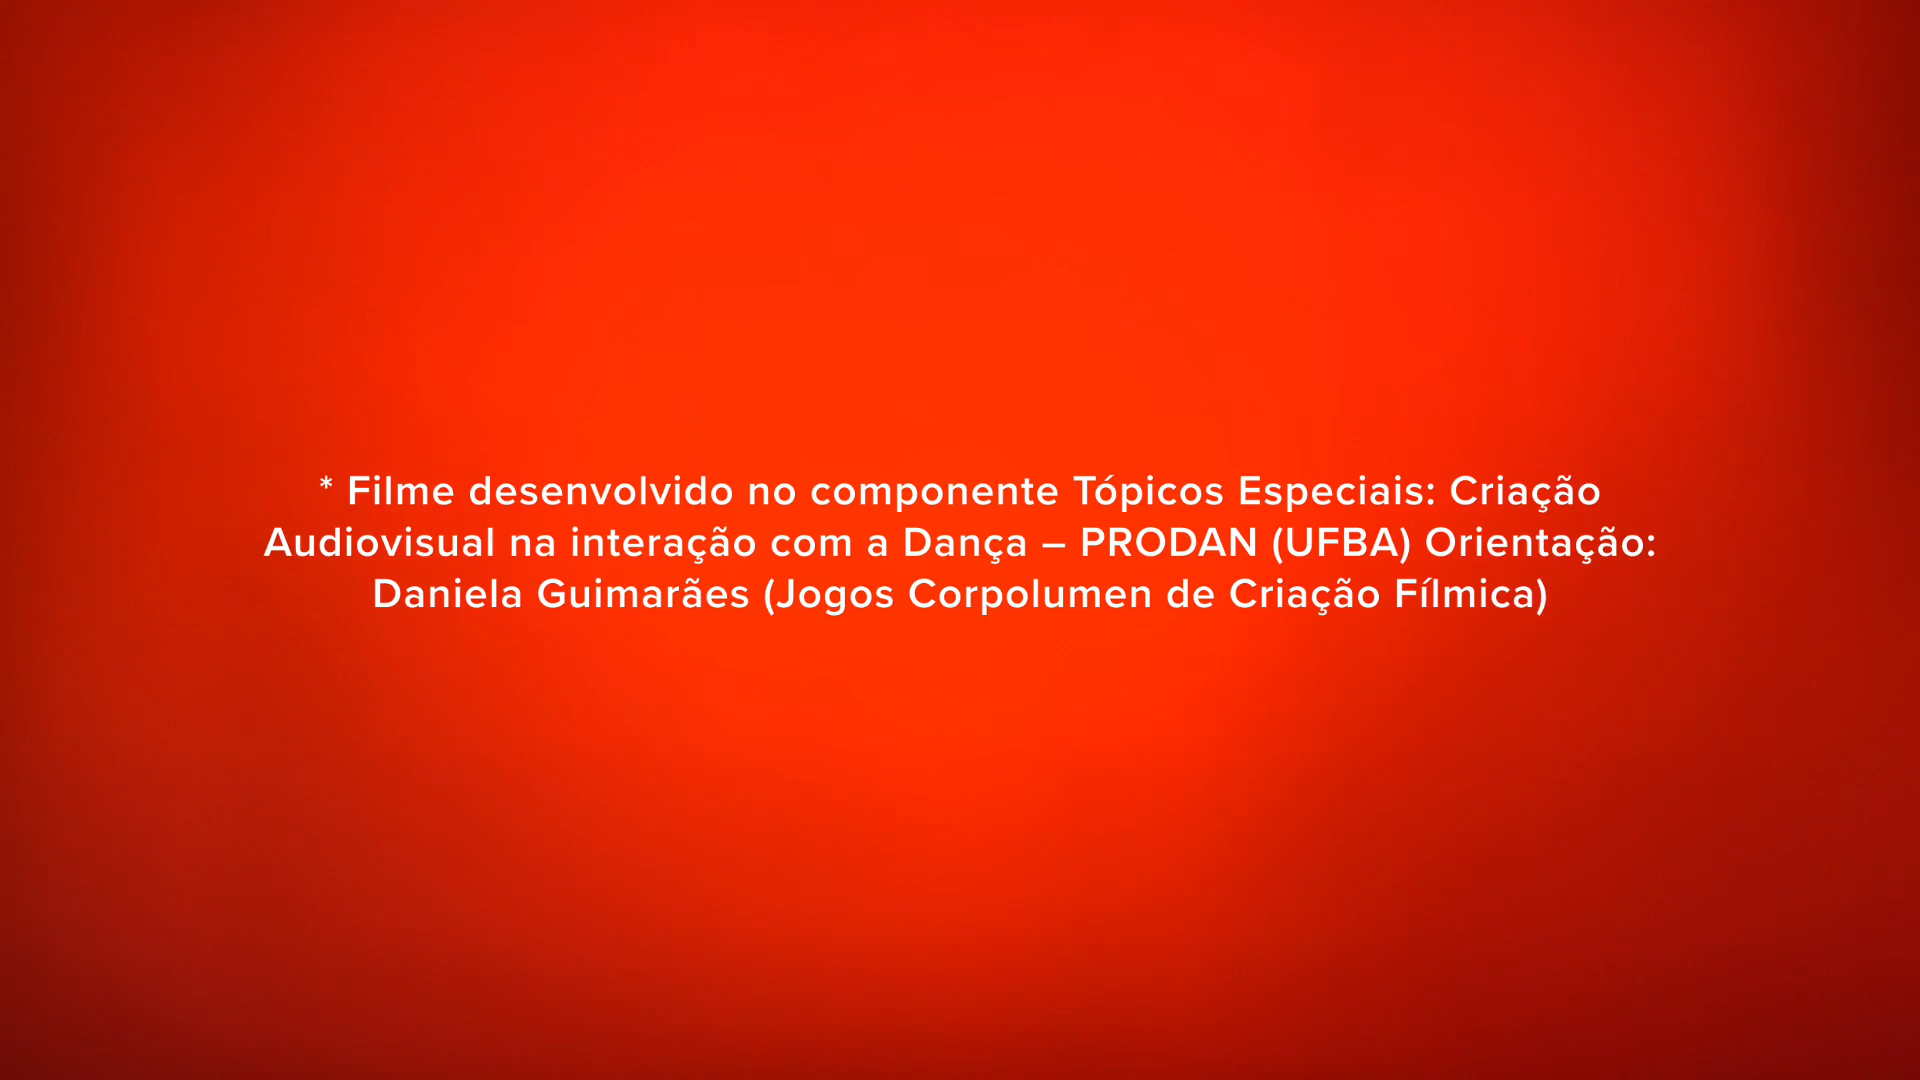 * Filme desenvolvido no componente Tópicos Especiais: Criação
Audiovisual na interação com a Dança – PRODAN (UFBA) Orientação:
Daniela Guimarães (Jogos Corpolumen de Criação Fílmica)